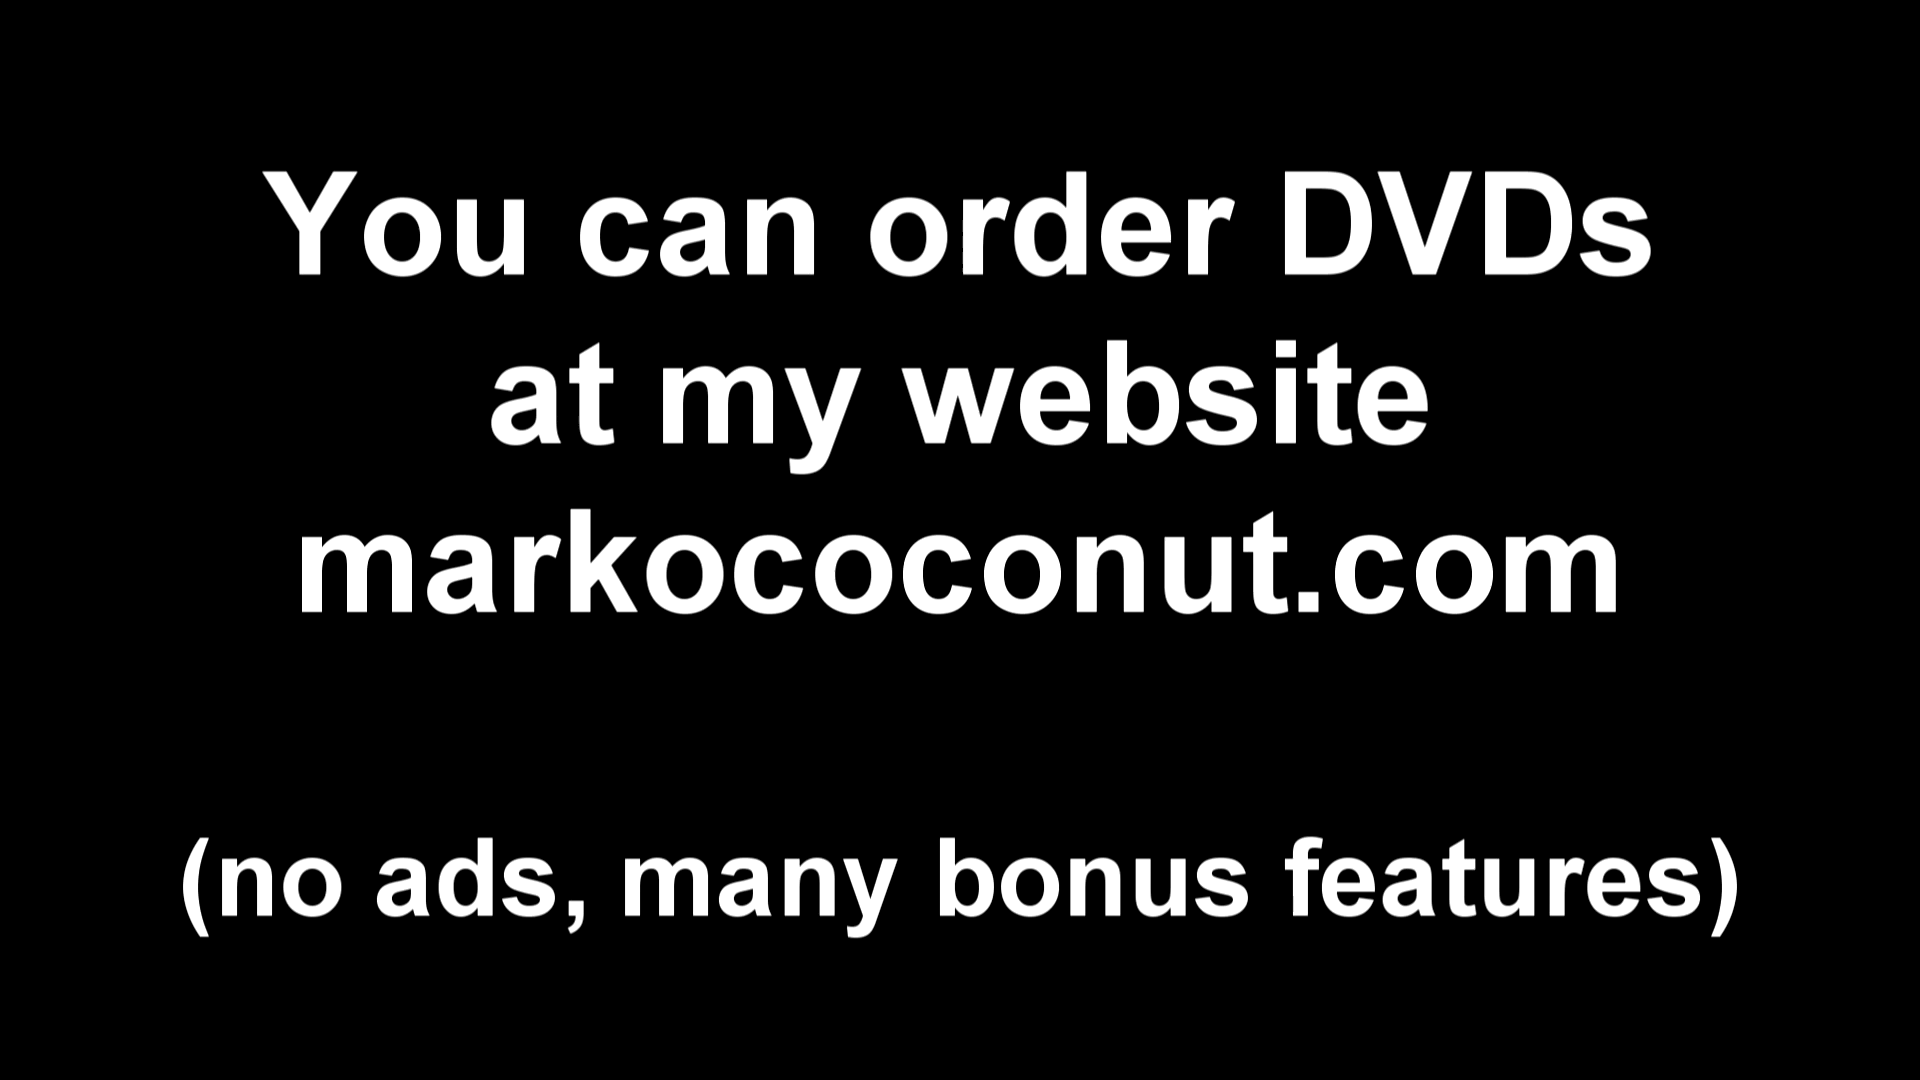 You can order DVDs
at my website
markococonut.com
(no ads, many bonus features)